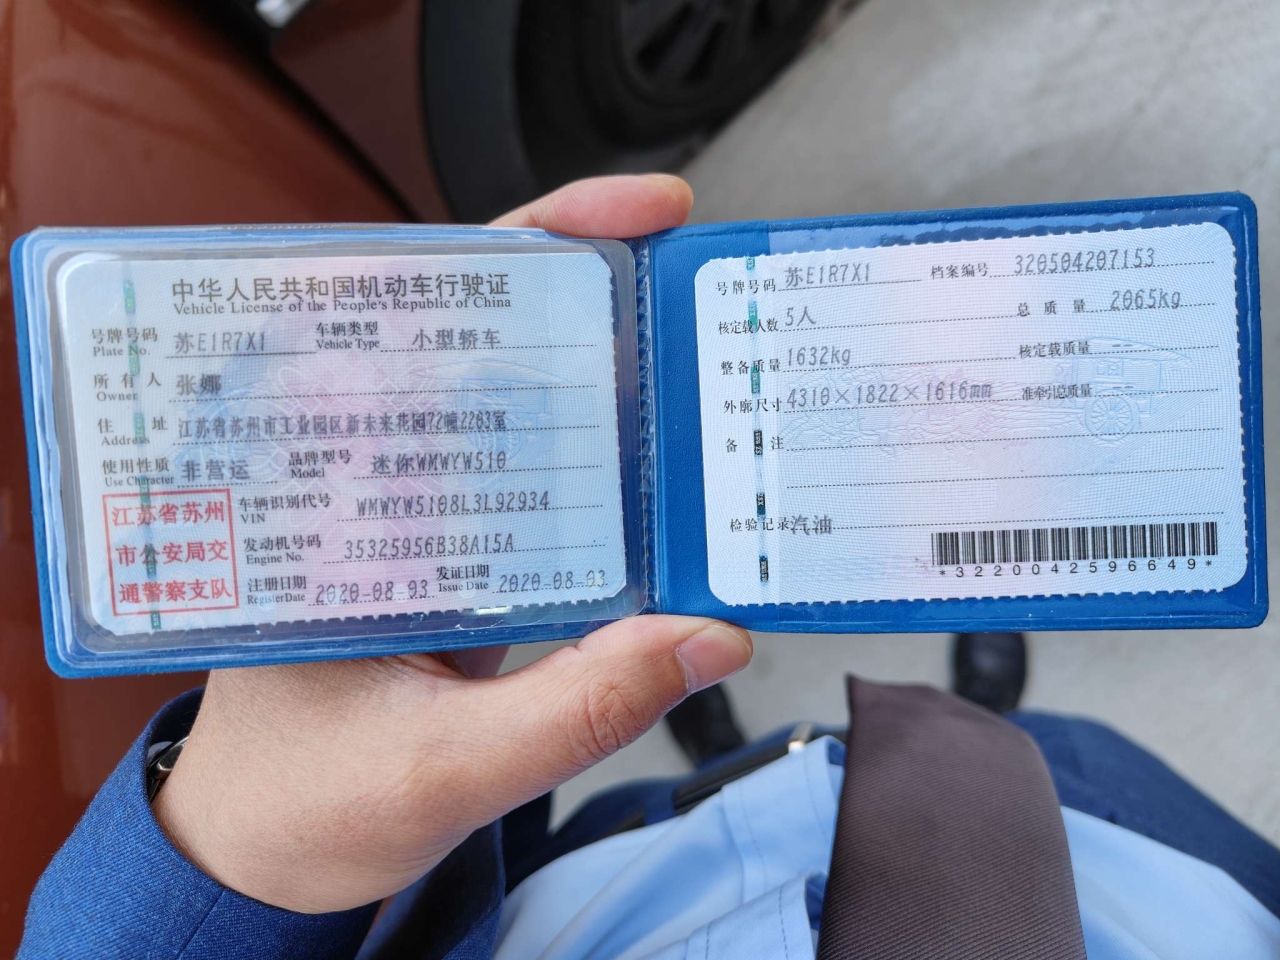 中华人民共和国机动车行驶证
Vehicle License of the People's Republic of China
号牌号码 苏E1R7X1 车辆类型 小型轿车
Plate No. Vehicle Type
所有人 张娜
Owner
住址 江苏省苏州市工业园区新未来花园72幢2203室
Address
使用性质 非营运 品牌型号 迷你WMWYW510
Use Character Model
江苏省苏州
市公安局交
通警察支队
车辆识别代号 WMWYW5108L3L92934
VIN
发动机号码 35325956B38A15A
Engine No.
注册日期 2020-08-03 发证日期 2020-08-03
Register Date Issue Date
号牌号码 苏E1R7X1 档案编号 320504207153
核定载人数 5人 总质量 2065kg
整备质量 1632kg 核定载质量 --
外廓尺寸 4310×1822×1616mm 准牵引总质量 --
备注
检验记录 汽油
*3220042596649*